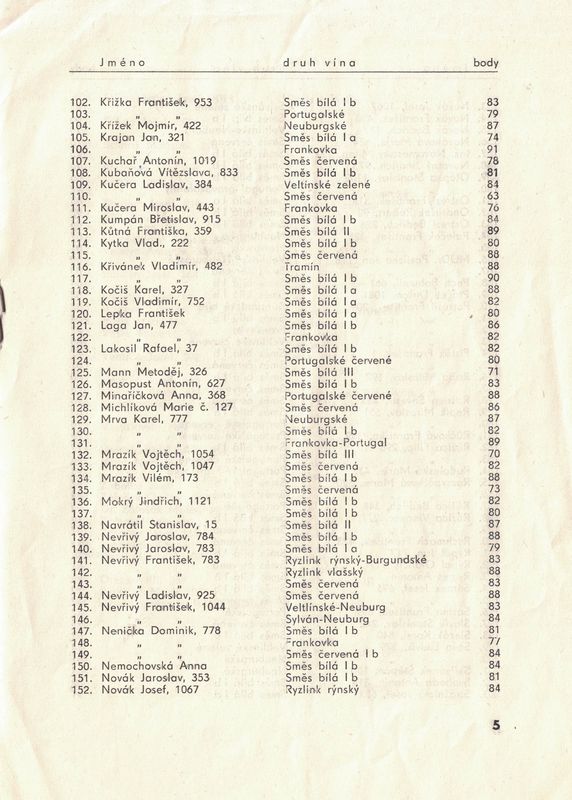 Jméno druh vína body
102. Křižka František, 953 Směs bílá I b 83
103. „ „ Portugalské 79
104. Křížek Mojmír, 422 Neuburgské 87
105. Krajan Jan, 321 Směs bílá I a 74
106. „ „ Frankovka 91
107. Kuchař Antonín, 1019 Směs červená 78
108. Kubaňová Vítězslava, 833 Směs bílá I b 81
109. Kučera Ladislav, 384 Veltínské zelené 84
110. „ „ Směs červená 63
111. Kučera Miroslav, 443 Frankovka 76
112. Kumpán Břetislav, 915 Směs bílá I b 84
113. Kůtná Františka, 359 Směs bílá II 89
114. Kytka Vlad., 222 Směs bílá I b 80
115. „ „ Směs červená 88
116. Křivánek Vladimír, 482 Tramín 88
117. „ „ Směs bílá I b 90
118. Kočiš Karel, 327 Směs bílá I a 88
119. Kočiš Vladimír, 752 Směs bílá I a 82
120. Lepka František Směs bílá I a 80
121. Laga Jan, 477 Směs bílá I b 86
122. „ „ Frankovka 82
123. Lakosil Rafael, 37 Směs bílá I b 82
124. „ „ Portugalské červené 80
125. Mann Metoděj, 326 Směs bílá III 71
126. Masopust Antonín, 627 Směs bílá I b 83
127. Minaříčková Anna, 368 Portugalské červené 88
128. Michlíková Marie č. 127 Směs červená 86
129. Mrva Karel, 777 Neuburgské 87
130. „ „ Směs bílá I b 82
131. „ „ Frankovka-Portugal 89
132. Mrazík Vojtěch, 1054 Směs bílá III 70
133. Mrazík Vojtěch, 1047 Směs červená 82
134. Mrazík Vilém, 173 Směs bílá I b 88
135. „ „ Směs červená 73
136. Mokrý Jindřich, 1121 Směs bílá I b 82
137. „ „ Směs bílá I b 80
138. Navrátil Stanislav, 15 Směs bílá II 87
139. Nevřivý Jaroslav, 784 Směs bílá I b 88
140. Nevřivý Jaroslav, 783 Směs bílá I a 79
141. Nevřivý František, 783 Ryzlink rýnský-Burgundské 83
142. „ „ Ryzlink vlašský 88
143. „ „ Směs červená 83
144. Nevřivý Ladislav, 925 Směs červená 88
145. Nevřivý František, 1044 Veltlínské-Neuburg 83
146. „ „ Sylván-Neuburg 84
147. Nenička Dominik, 778 Směs bílá I b 81
148. „ „ Frankovka 77
149. „ „ Směs červená I b 84
150. Nemochovská Anna Směs bílá I b 84
151. Novák Jaroslav, 353 Směs bílá I b 81
152. Novák Josef, 1067 Ryzlink rýnský 84
5